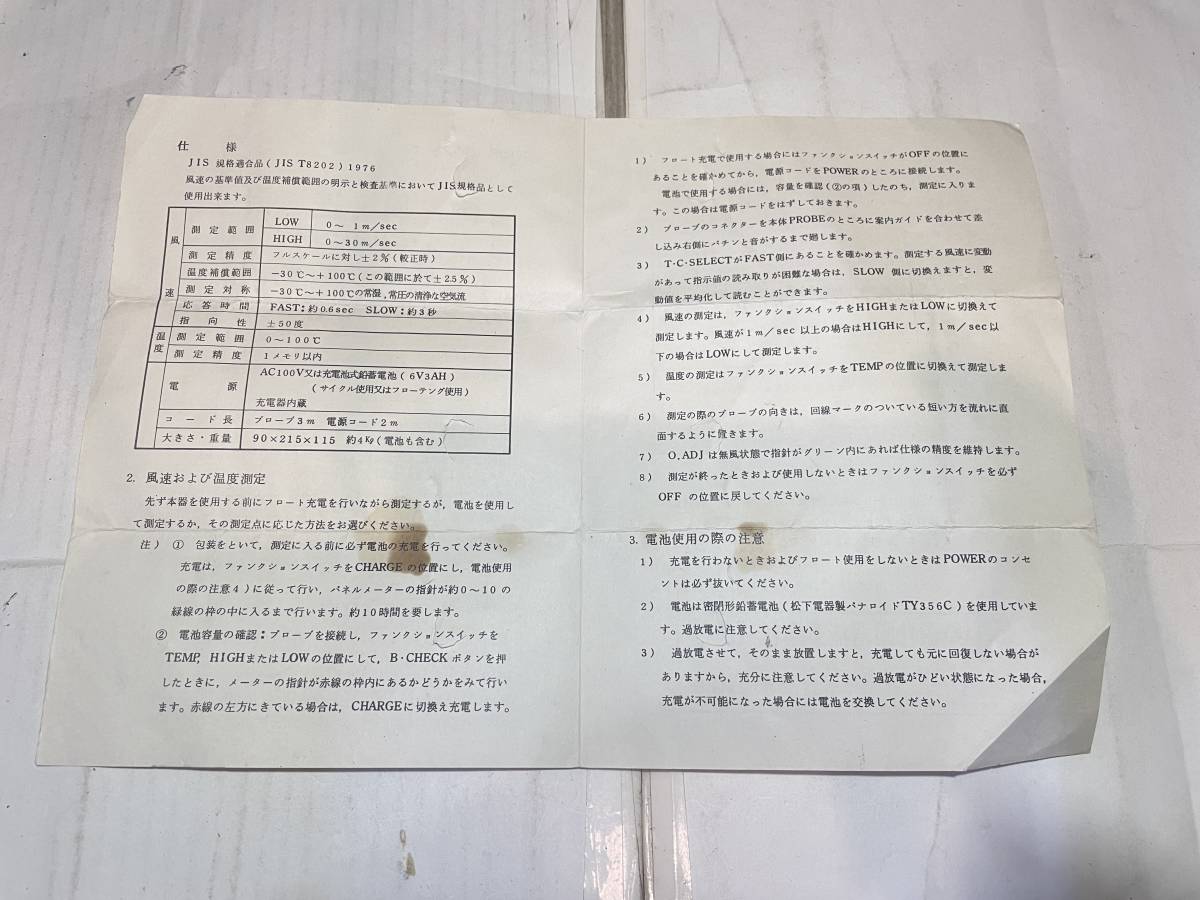 仕　様
JIS 規格適合品(JIS T8202)1976
風速の基準値及び温度補償範囲の明示と検査基準においてJIS規格品として
使用出来ます。
風速 測定範囲 LOW 0〜 1m/sec
HIGH 0〜30m/sec
測定精度 フルスケールに対し±2%(較正時)
温度補償範囲 −30℃〜+100℃(この範囲に於て±2.5%)
測定対称 −30℃〜+100℃の常湿,常圧の清浄な空気流
応答時間 FAST:約0.6sec SLOW:約3秒
指向性 ±50度
温度 測定範囲 0〜100℃
測定精度 1メモリ以内
電源 AC100V又は充電池式鉛蓄電池(6V3AH)
(サイクル使用又はフローテング使用)
充電器内蔵
コード長 プローブ3m 電源コード2m
大きさ・重量 90×215×115 約4Kg(電池も含む)
2. 風速および温度測定
先ず本器を使用する前にフロート充電を行いながら測定するが,電池を使用し
て測定するか,その測定点に応じた方法をお選びください。
注) ① 包装をといて,測定に入る前に必ず電池の充電を行ってください。
充電は,ファンクションスイッチをCHARGEの位置にし,電池使用
の際の注意4)に従って行い,パネルメーターの指針が約0〜10の
緑線の枠の中に入るまで行います。約10時間を要します。
② 電池容量の確認:プローブを接続し,ファンクションスイッチを
TEMP, HIGHまたはLOWの位置にして,B・CHECKボタンを押
したときに,メーターの指針が赤線の枠内にあるかどうかをみて行い
ます。赤線の左方にきている場合は,CHARGEに切換え充電します。
1) フロート充電で使用する場合にはファンクションスイッチがOFFの位置に
あることを確かめてから,電源コードをPOWERのところに接続します。
電池で使用する場合には,容量を確認(②の項)したのち,測定に入りま
す。この場合は電源コードをはずしておきます。
2) プローブのコネクターを本体PROBEのところに案内ガイドを合わせて差
し込み右側にパチンと音がするまで廻します。
3) T・C・SELECTがFAST側にあることを確かめます。測定する風速に変動
があって指示値の読み取りが困難な場合は,SLOW 側に切換えますと,変
動値を平均化して読むことができます。
4) 風速の測定は,ファンクションスイッチをHIGHまたはLOWに切換えて
測定します。風速が1m/sec 以上の場合はHIGHにして,1m/sec以
下の場合はLOWにして測定します。
5) 温度の測定はファンクションスイッチをTEMPの位置に切換えて測定しま
す。
6) 測定の際のプローブの向きは,回線マークのついている短い方を流れに直
面するように置きます。
7) O.ADJは無風状態で指針がグリーン内にあれば仕様の精度を維持します。
8) 測定が終ったときおよび使用しないときはファンクションスイッチを必ず
OFF の位置に戻してください。
3. 電池使用の際の注意
1) 充電を行わないときおよびフロート使用をしないときはPOWERのコンセ
ントは必ず抜いてください。
2) 電池は密閉形鉛蓄電池(松下電器製パナロイドTY356C)を使用していま
す。過放電に注意してください。
3) 過放電させて,そのまま放置しますと,充電しても元に回復しない場合が
ありますから,充分に注意してください。過放電がひどい状態になった場合,
充電が不可能になった場合には電池を交換してください。